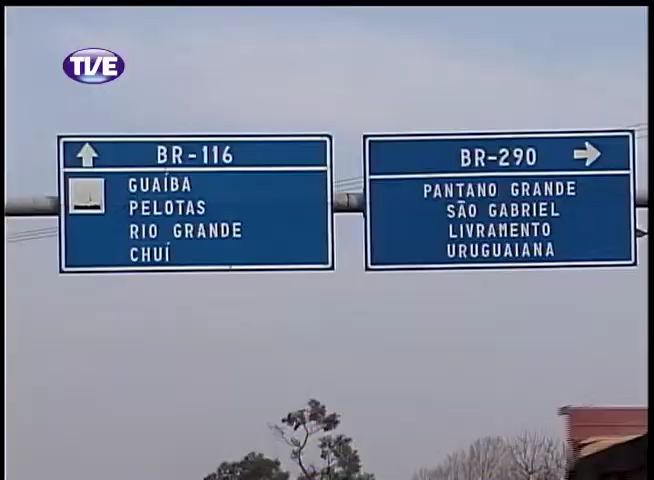 TVE
BR-116
GUAÍBA
PELOTAS
RIO GRANDE
CHUÍ
BR-290
PANTANO GRANDE
SÃO GABRIEL
LIVRAMENTO
URUGUAIANA